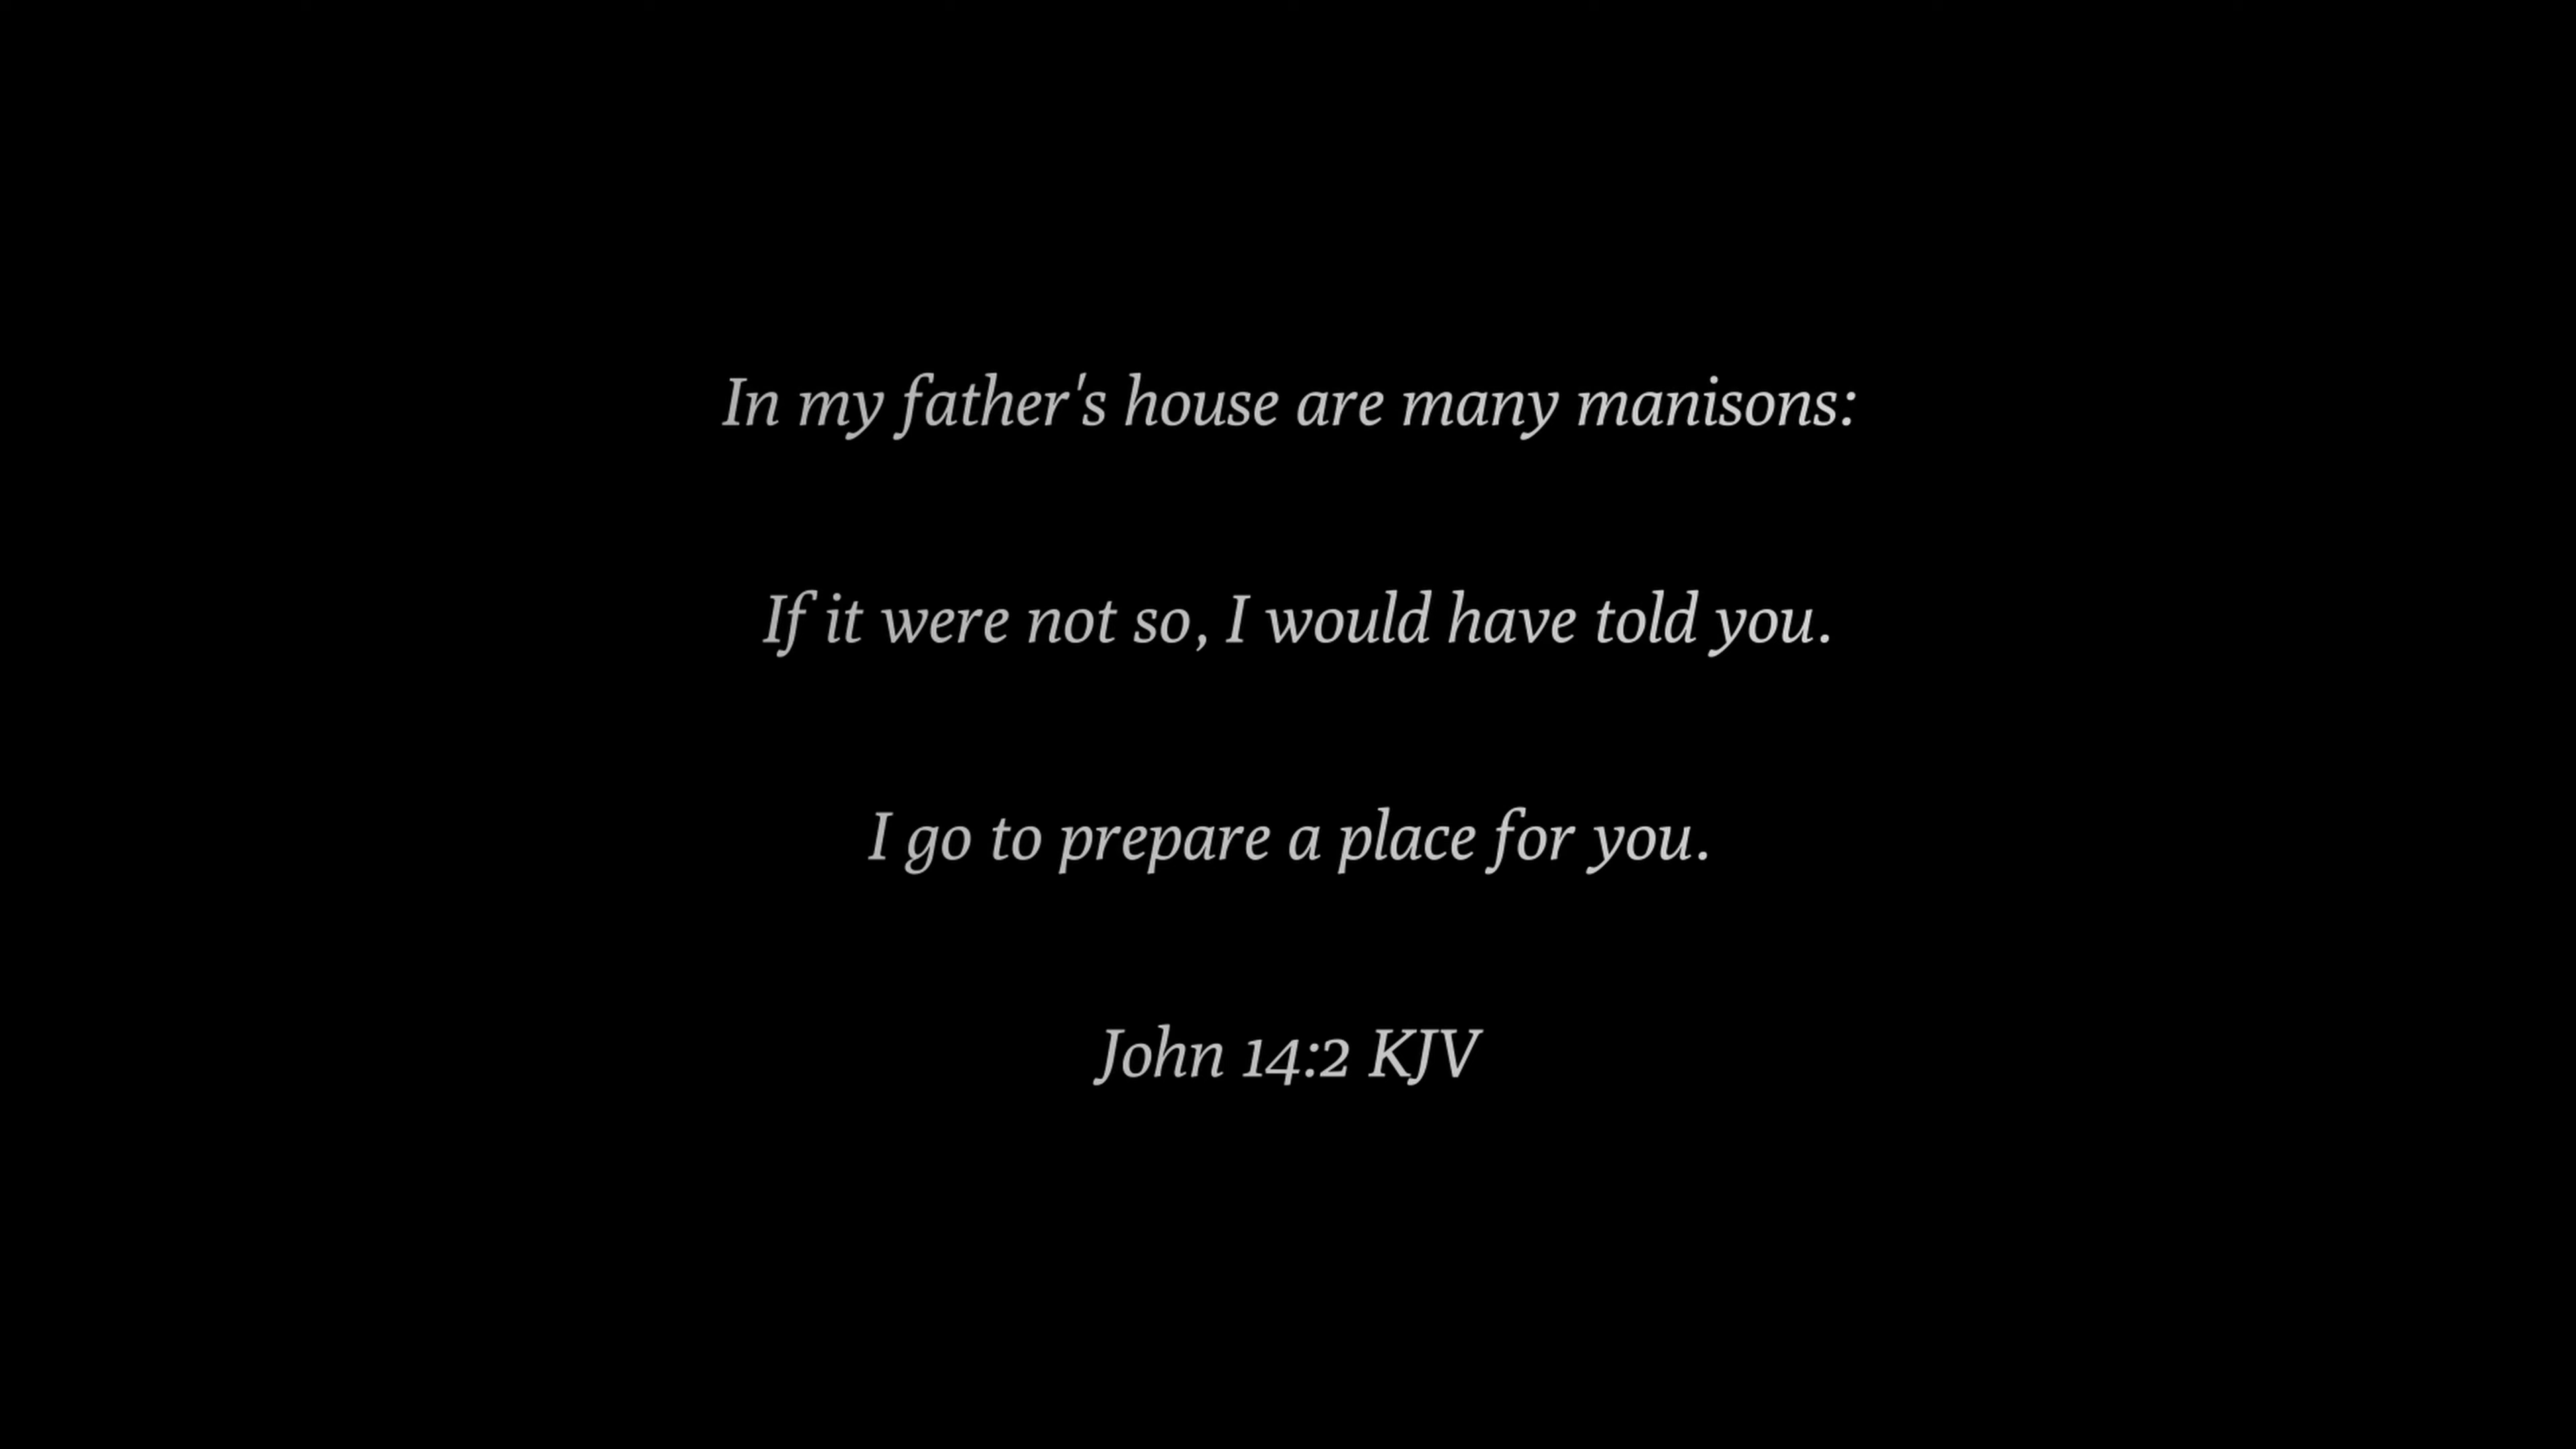 In my father's house are many manisons:
If it were not so, I would have told you.
I go to prepare a place for you.
John 14:2 KJV